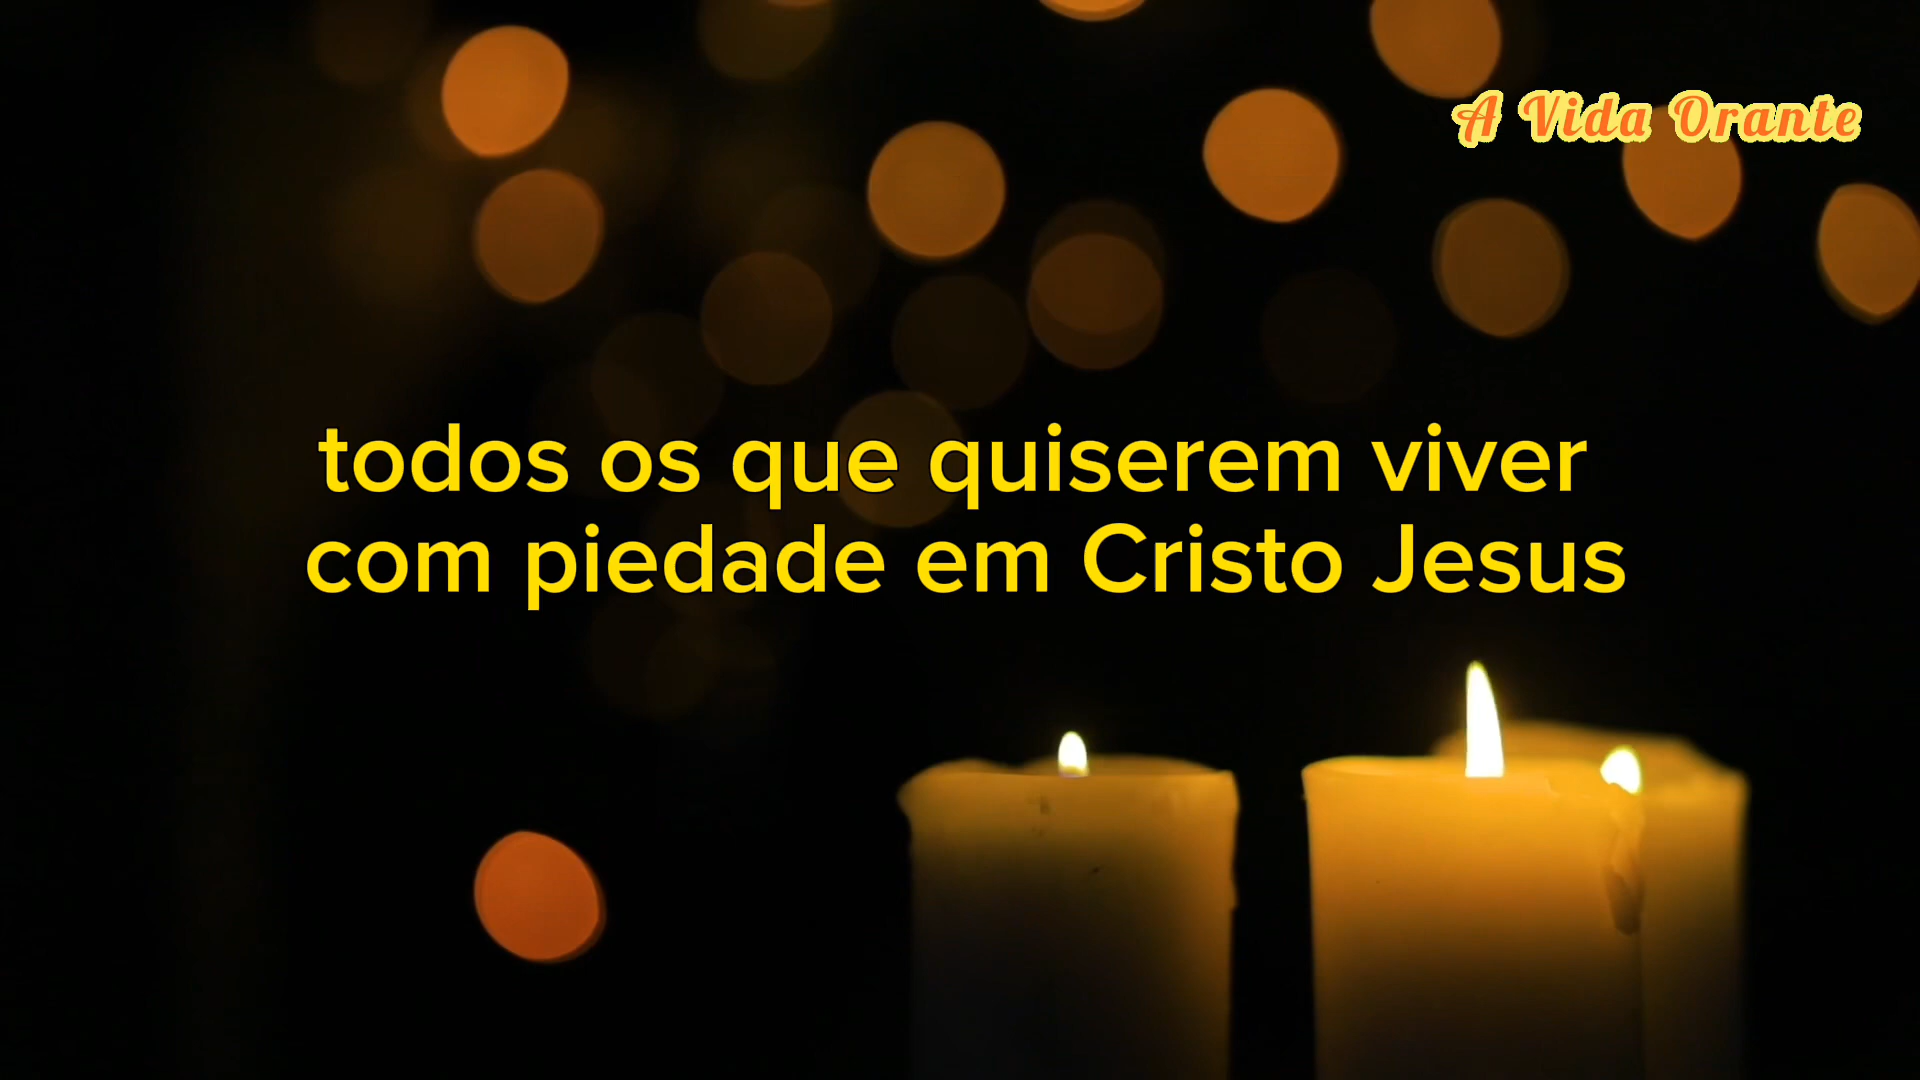 A Vida Orante
todos os que quiserem viver
com piedade em Cristo Jesus